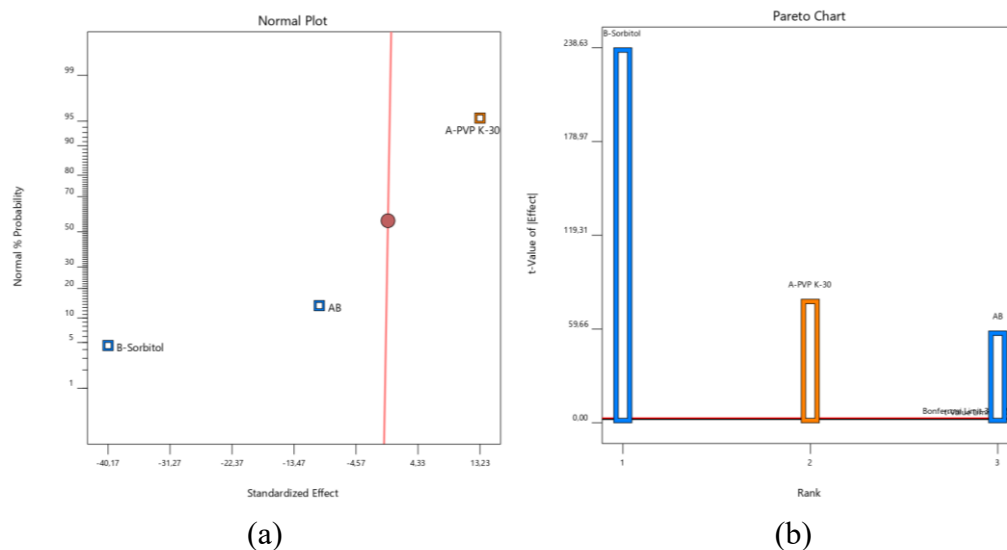 Normal Plot
Normal % Probability
99
95
90
80
70
50
30
20
10
5
1
A-PVP K-30
AB
B-Sorbitol
-40,17 -31,27 -22,37 -13,47 -4,57 4,33 13,23
Standardized Effect
(a)
Pareto Chart
t-Value of |Effect|
238,63
178,97
119,31
59,66
0,00
B-Sorbitol
A-PVP K-30
AB
Bonferroni Limit 3
1 2 3
Rank
(b)